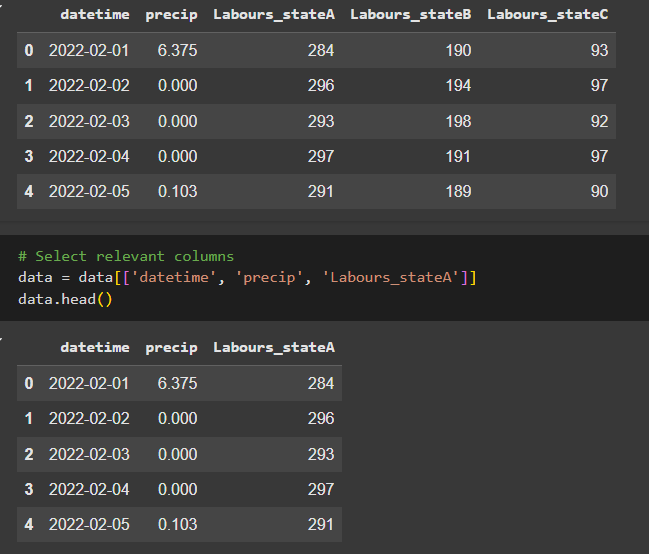 datetime precip Labours_stateA Labours_stateB Labours_stateC
0 2022-02-01 6.375 284 190 93
1 2022-02-02 0.000 296 194 97
2 2022-02-03 0.000 293 198 92
3 2022-02-04 0.000 297 191 97
4 2022-02-05 0.103 291 189 90
# Select relevant columns
data = data[['datetime', 'precip', 'Labours_stateA']]
data.head()
datetime precip Labours_stateA
0 2022-02-01 6.375 284
1 2022-02-02 0.000 296
2 2022-02-03 0.000 293
3 2022-02-04 0.000 297
4 2022-02-05 0.103 291